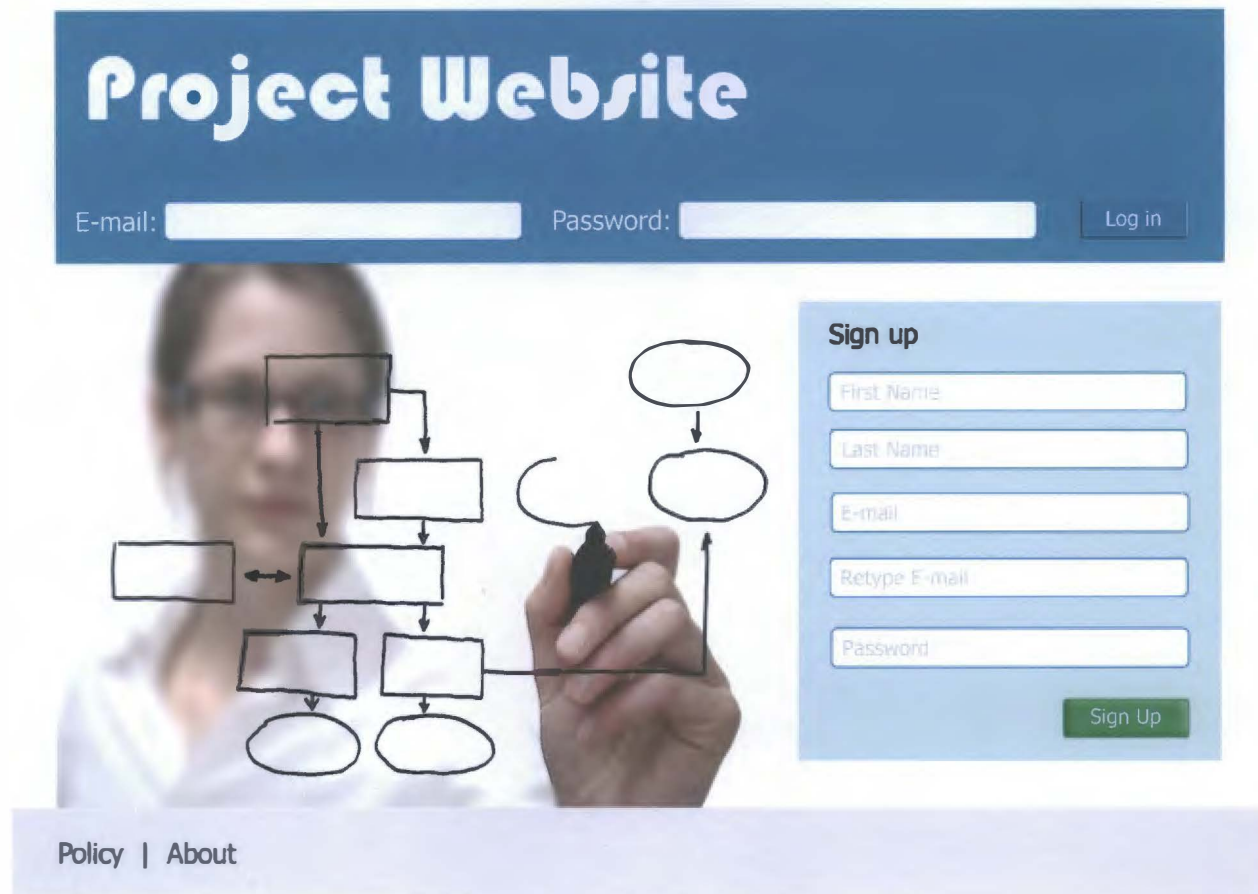 Project Website
E-mail: Password: Log in
Sign up
First Name
Last Name
E-mail
Retype E-mail
Password
Sign Up
Policy | About